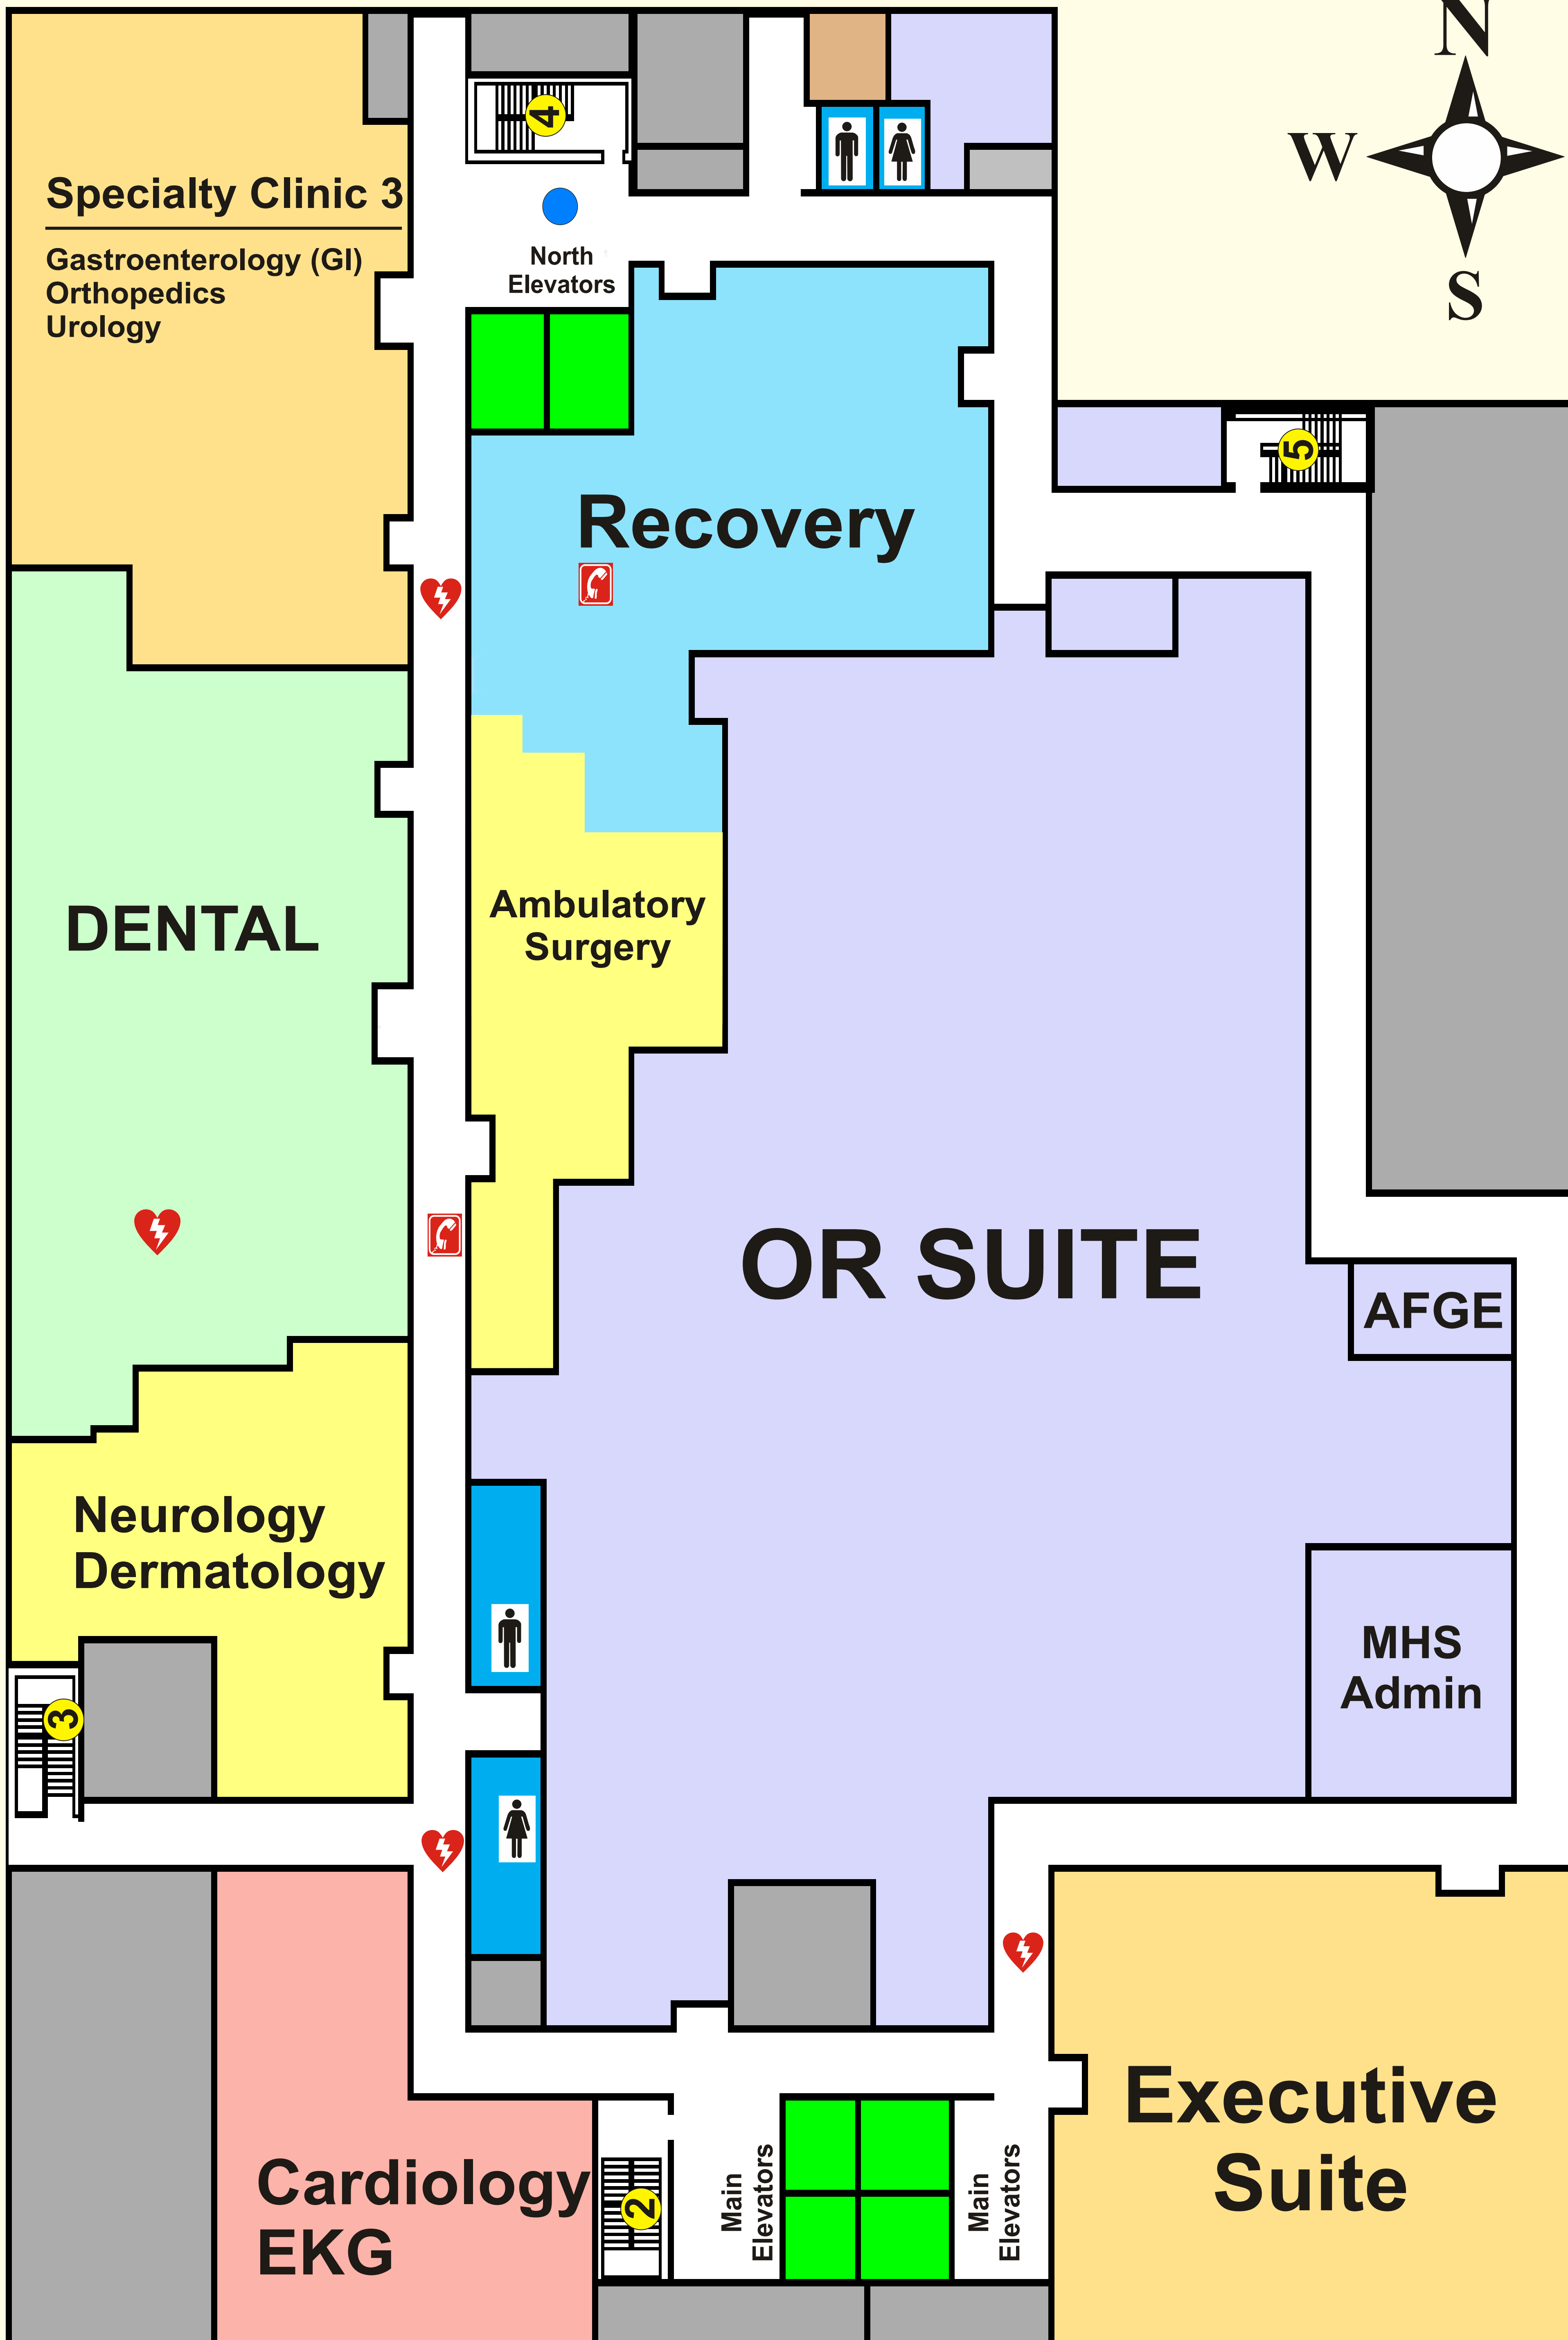 N
W
S
4
Specialty Clinic 3
Gastroenterology (GI)
Orthopedics
Urology
North
Elevators
5
Recovery
DENTAL
Ambulatory
Surgery
OR SUITE
AFGE
Neurology
Dermatology
MHS
Admin
3
Cardiology
EKG
2
Main
Elevators
Main
Elevators
Executive
Suite